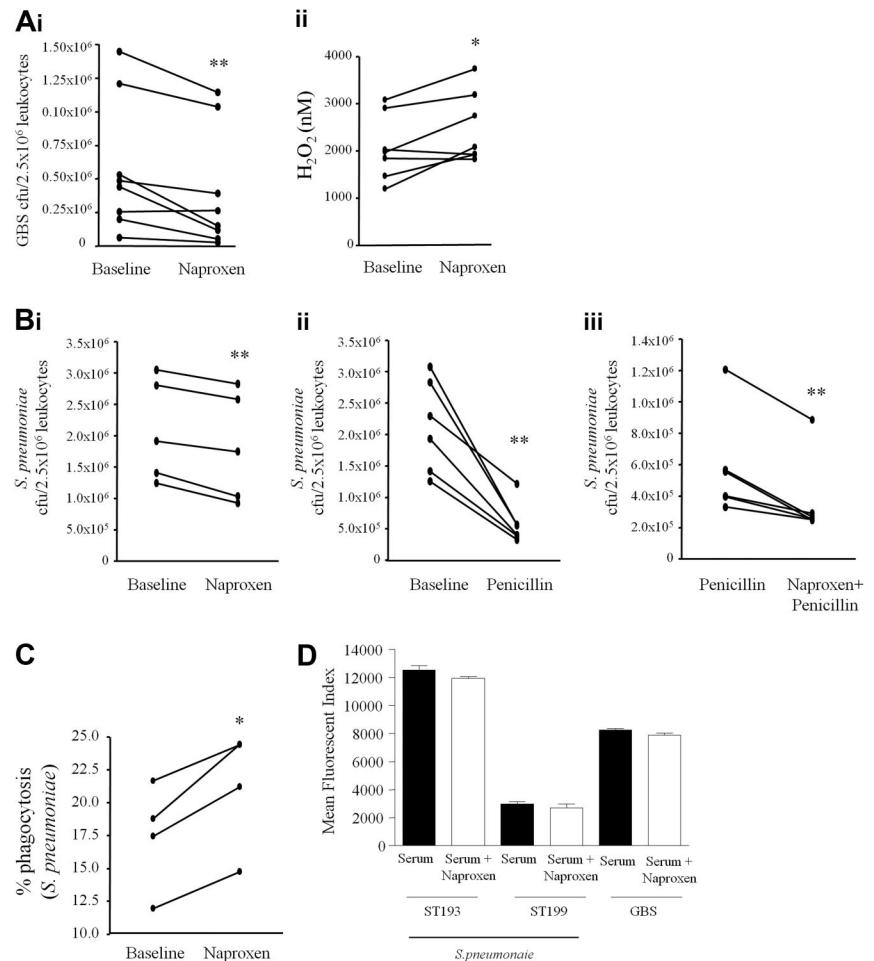 Ai
GBS cfu/2.5x10⁶ leukocytes
1.50x10⁶
1.25x10⁶
0.10x10⁶
0.50x10⁶
0.25x10⁶
0
**
Baseline Naproxen
ii
H₂O₂ (nM)
4000
3000
2000
1000
0
*
Baseline Naproxen
Bi
S. pneumoniae
cfu/2.5x10⁶ leukocytes
3.5x10⁶
3.0x10⁶
2.5x10⁶
2.0x10⁶
1.5x10⁶
1.0x10⁶
5.0x10⁵
0
**
Baseline Naproxen
ii
S. pneumoniae
cfu/2.5x10⁶ leukocytes
3.5x10⁶
3.0x10⁶
2.5x10⁶
2.0x10⁶
1.5x10⁶
1.0x10⁶
5.0x10⁵
0
**
Baseline Penicillin
iii
S. pneumoniae
cfu/2.5x10⁶ leukocytes
1.4x10⁶
1.2x10⁶
1.0x10⁶
8.0x10⁵
6.0x10⁵
4.0x10⁵
2.0x10⁵
0
**
Penicillin Naproxen+
Penicillin
C
% phagocytosis
(S. pneumoniae)
25.0
22.5
20.0
17.5
15.0
12.5
10.0
*
Baseline Naproxen
D
Mean Fluorescent Index
14000
12000
10000
8000
6000
4000
2000
0
Serum Serum + Serum Serum + Serum Serum +
Naproxen Naproxen Naproxen
ST193 ST199 GBS
S.pneumonaie